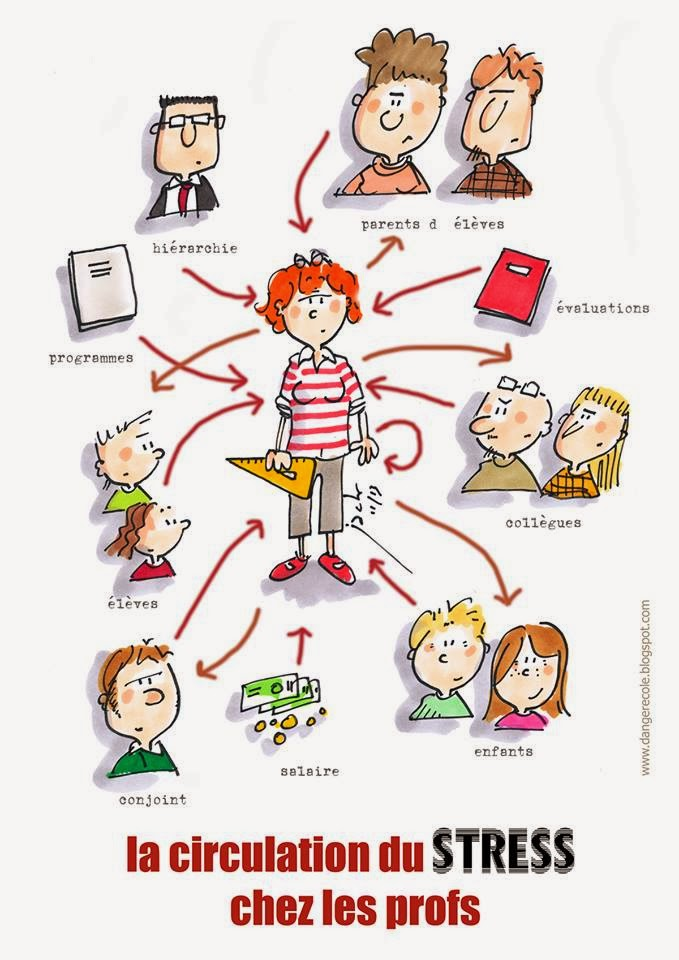 parents d élèves
hiérarchie
évaluations
programmes
collègues
élèves
enfants
salaire
conjoint
www.dangerecole.blogspot.com
la circulation du STRESS
chez les profs